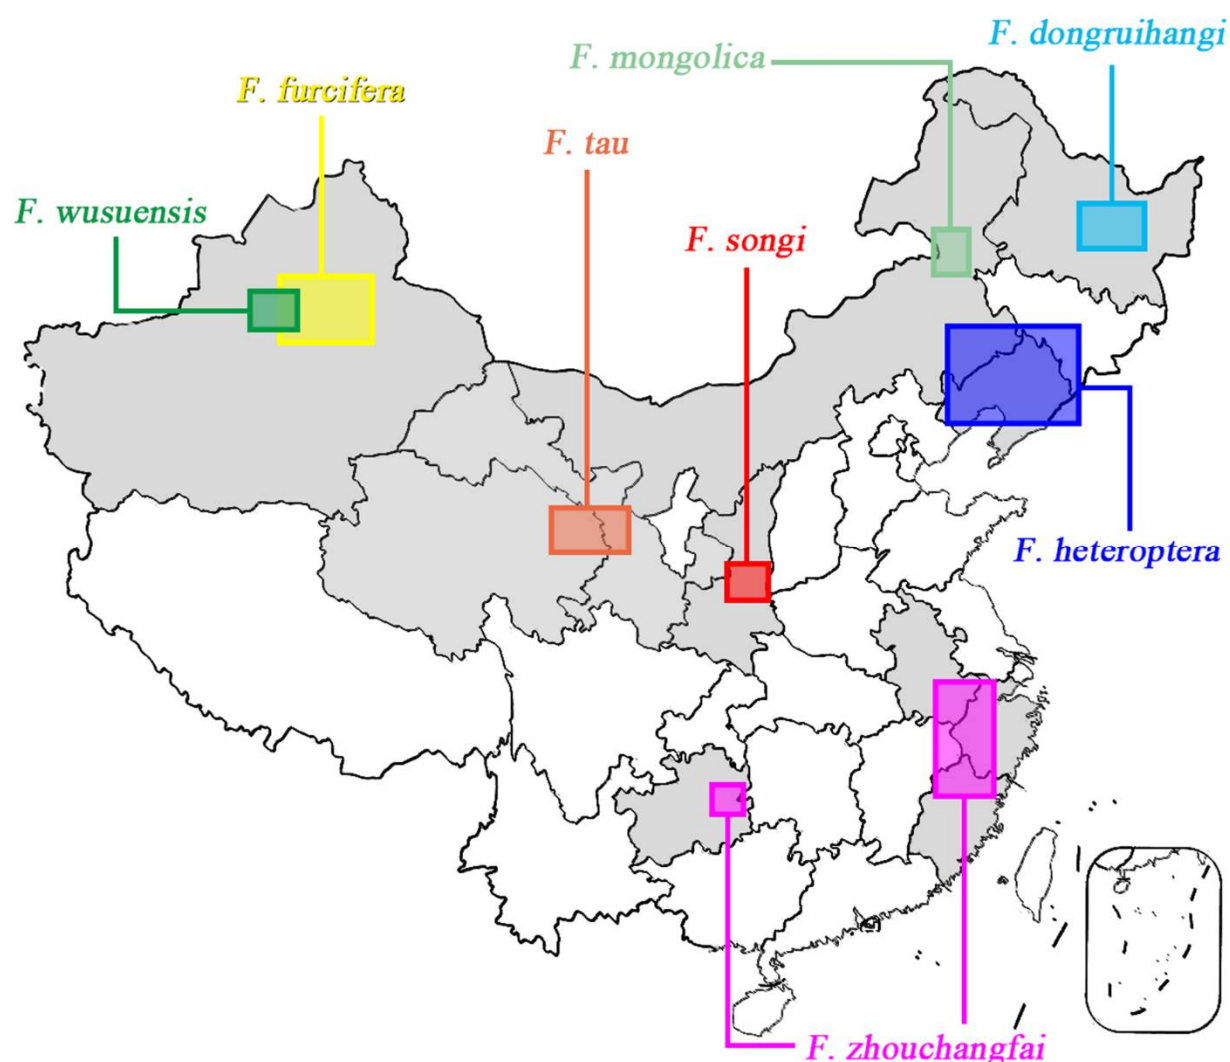 F. dongruihangi
F. mongolica
F. furcifera
F. tau
F. wusuensis
F. songi
F. heteroptera
F. zhouchangfai